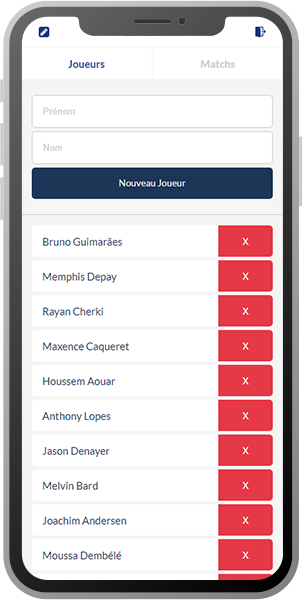 Joueurs
Matchs
Prénom
Nom
Nouveau Joueur
Bruno Guimarães X
Memphis Depay X
Rayan Cherki X
Maxence Caqueret X
Houssem Aouar X
Anthony Lopes X
Jason Denayer X
Melvin Bard X
Joachim Andersen X
Moussa Dembélé X